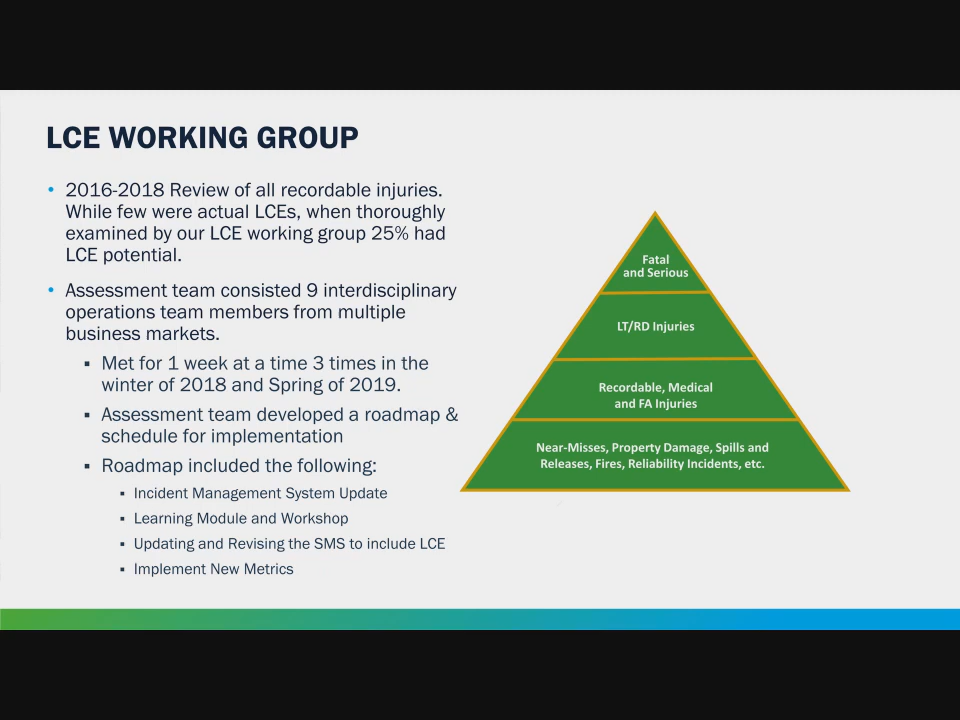 LCE WORKING GROUP
• 2016-2018 Review of all recordable injuries.
While few were actual LCEs, when thoroughly
examined by our LCE working group 25% had
LCE potential.
• Assessment team consisted 9 interdisciplinary
operations team members from multiple
business markets.
▪ Met for 1 week at a time 3 times in the
winter of 2018 and Spring of 2019.
▪ Assessment team developed a roadmap &
schedule for implementation
▪ Roadmap included the following:
▪ Incident Management System Update
▪ Learning Module and Workshop
▪ Updating and Revising the SMS to include LCE
▪ Implement New Metrics
Fatal
and Serious
LT/RD Injuries
Recordable, Medical
and FA Injuries
Near-Misses, Property Damage, Spills and
Releases, Fires, Reliability Incidents, etc.